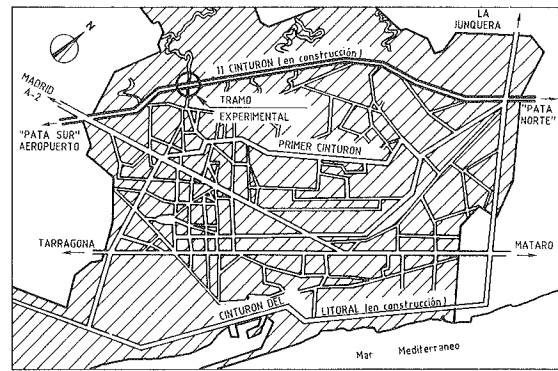 N
LA
JUNQUERA
II CINTURON (en construcción)
MADRID
A-2
TRAMO
EXPERIMENTAL
"PATA SUR"
AEROPUERTO
"PATA
NORTE"
PRIMER CINTURON
TARRAGONA
MATARO
CINTURON DEL LITORAL (en construcción)
Mar Mediterraneo